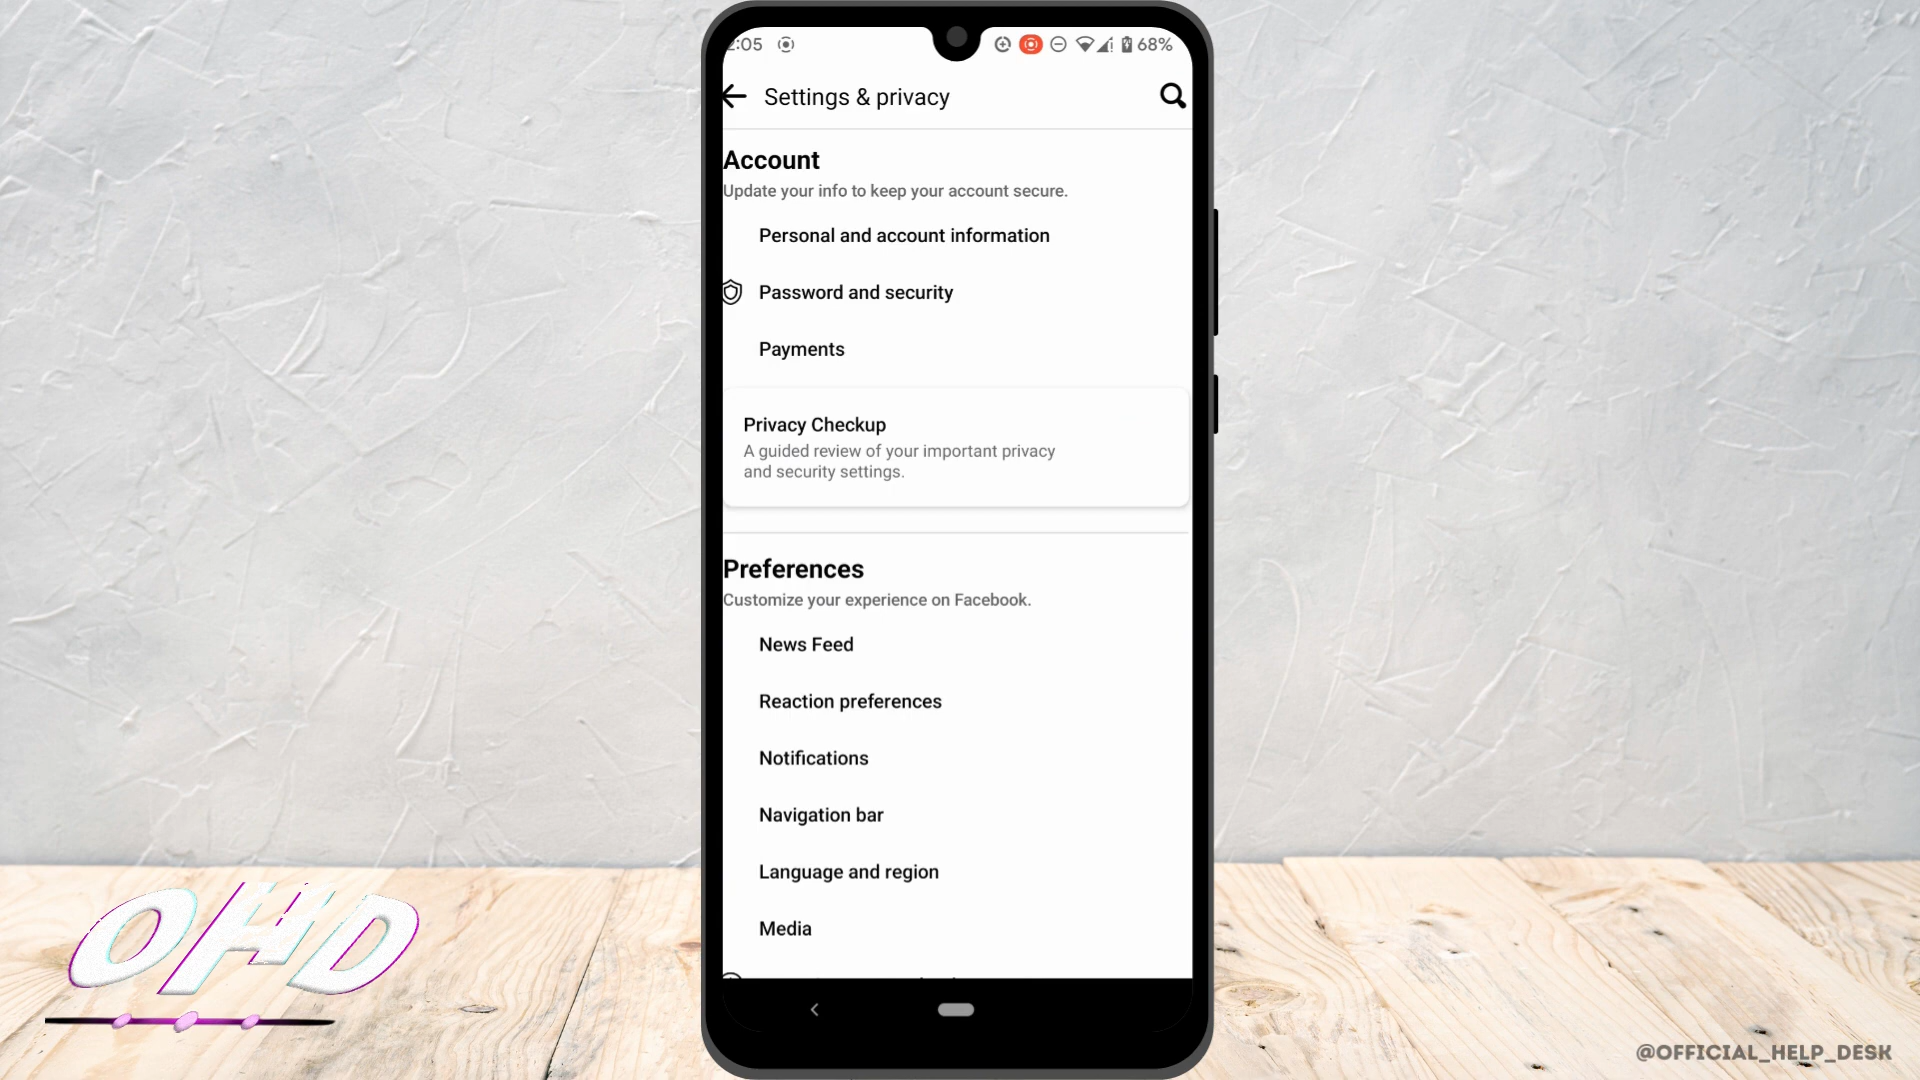 2:05 68%
Settings & privacy
Account
Update your info to keep your account secure.
Personal and account information
Password and security
Payments
Privacy Checkup
A guided review of your important privacy
and security settings.
Preferences
Customize your experience on Facebook.
News Feed
Reaction preferences
Notifications
Navigation bar
Language and region
Media
OHD
@OFFICIAL_HELP_DESK